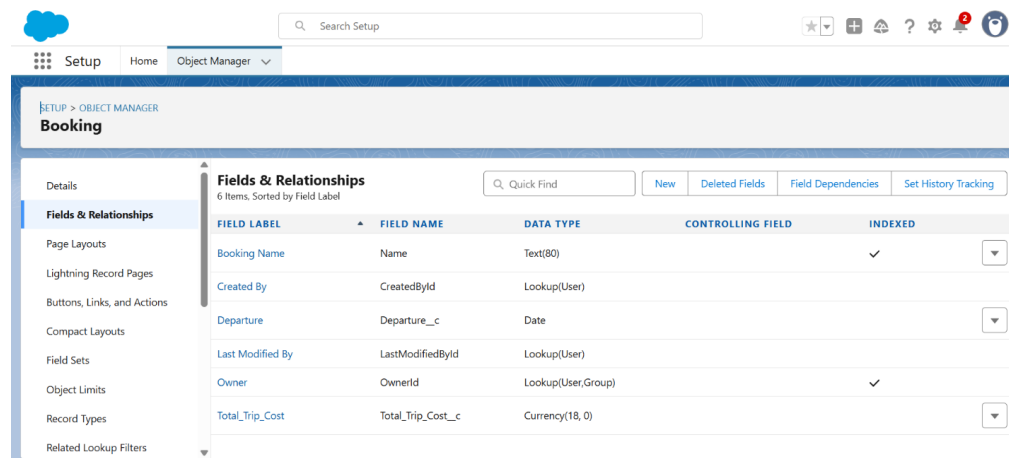 Search Setup
2
Setup Home Object Manager
SETUP > OBJECT MANAGER
Booking
Details
Fields & Relationships
Page Layouts
Lightning Record Pages
Buttons, Links, and Actions
Compact Layouts
Field Sets
Object Limits
Record Types
Related Lookup Filters
Fields & Relationships
6 Items, Sorted by Field Label
Quick Find New Deleted Fields Field Dependencies Set History Tracking
FIELD LABEL FIELD NAME DATA TYPE CONTROLLING FIELD INDEXED
Booking Name Name Text(80)
Created By CreatedById Lookup(User)
Departure Departure__c Date
Last Modified By LastModifiedById Lookup(User)
Owner OwnerId Lookup(User,Group)
Total_Trip_Cost Total_Trip_Cost__c Currency(18, 0)